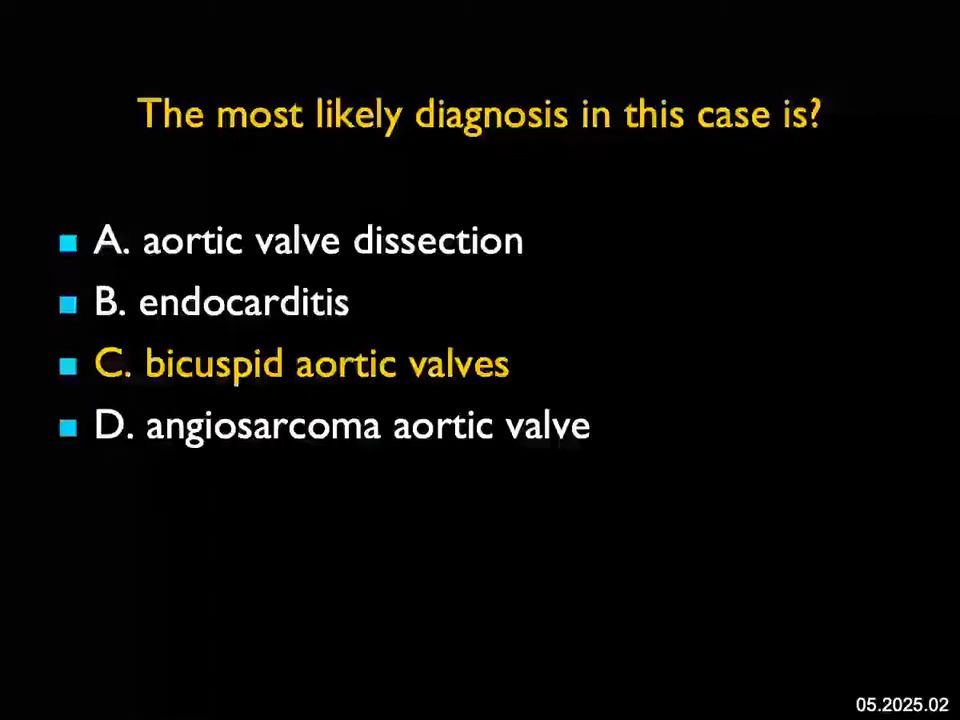 The most likely diagnosis in this case is?
A. aortic valve dissection
B. endocarditis
C. bicuspid aortic valves
D. angiosarcoma aortic valve
05.2025.02